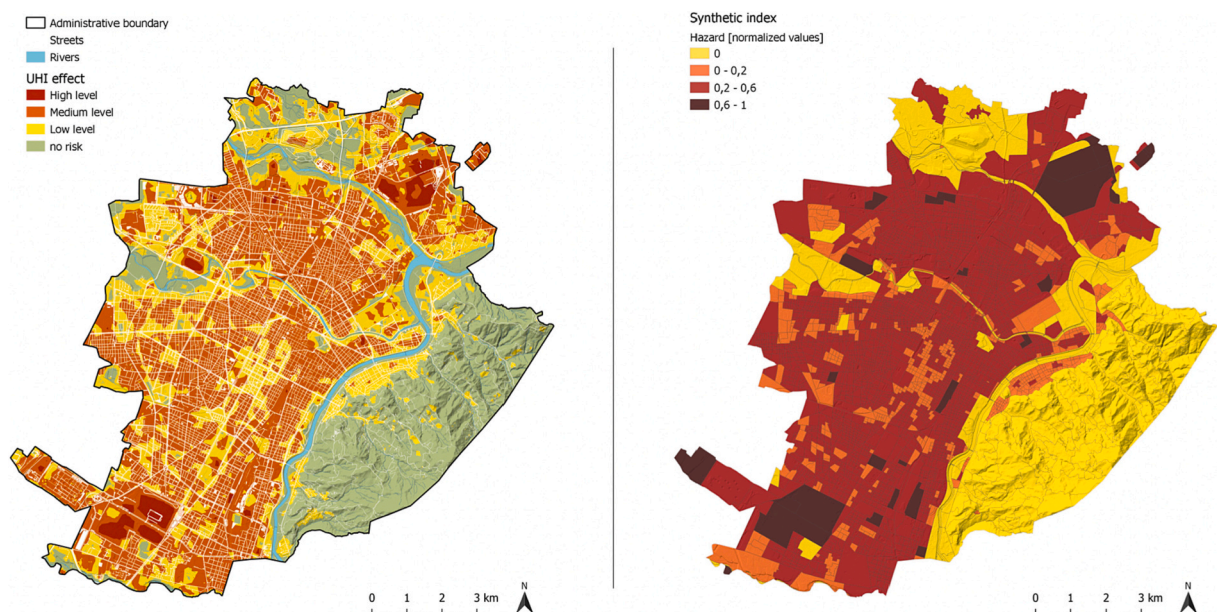 Administrative boundary
Streets
Rivers
UHI effect
High level
Medium level
Low level
no risk
0 1 2 3 km
N
Synthetic index
Hazard [normalized values]
0
0 - 0,2
0,2 - 0,6
0,6 - 1
0 1 2 3 km
N